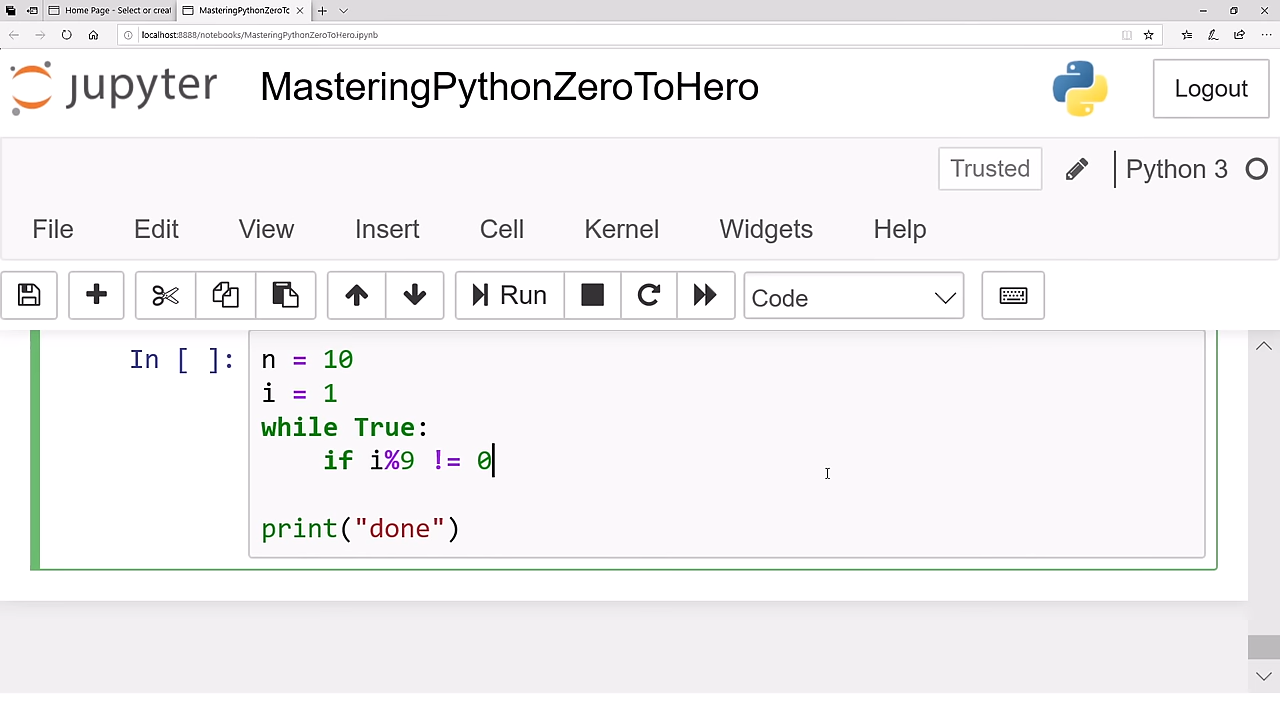 Home Page - Select or creat
MasteringPythonZeroTo
localhost:8888/notebooks/MasteringPythonZeroToHero.ipynb
jupyter MasteringPythonZeroToHero Logout
Trusted Python 3
File Edit View Insert Cell Kernel Widgets Help
Run Code
In [ ]: n = 10
i = 1
while True:
    if i%9 != 0
print("done")